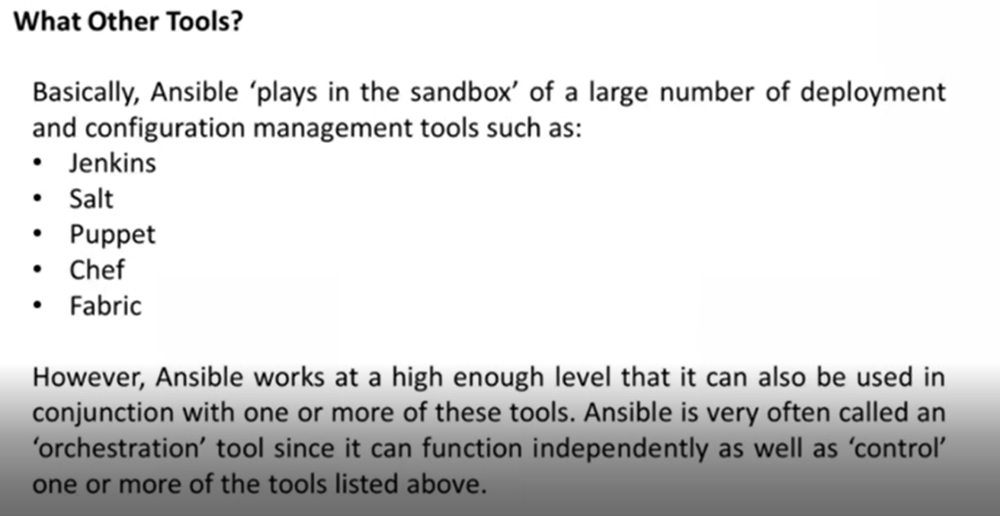 What Other Tools?
Basically, Ansible ‘plays in the sandbox’ of a large number of deployment
and configuration management tools such as:
• Jenkins
• Salt
• Puppet
• Chef
• Fabric
However, Ansible works at a high enough level that it can also be used in
conjunction with one or more of these tools. Ansible is very often called an
‘orchestration’ tool since it can function independently as well as ‘control’
one or more of the tools listed above.